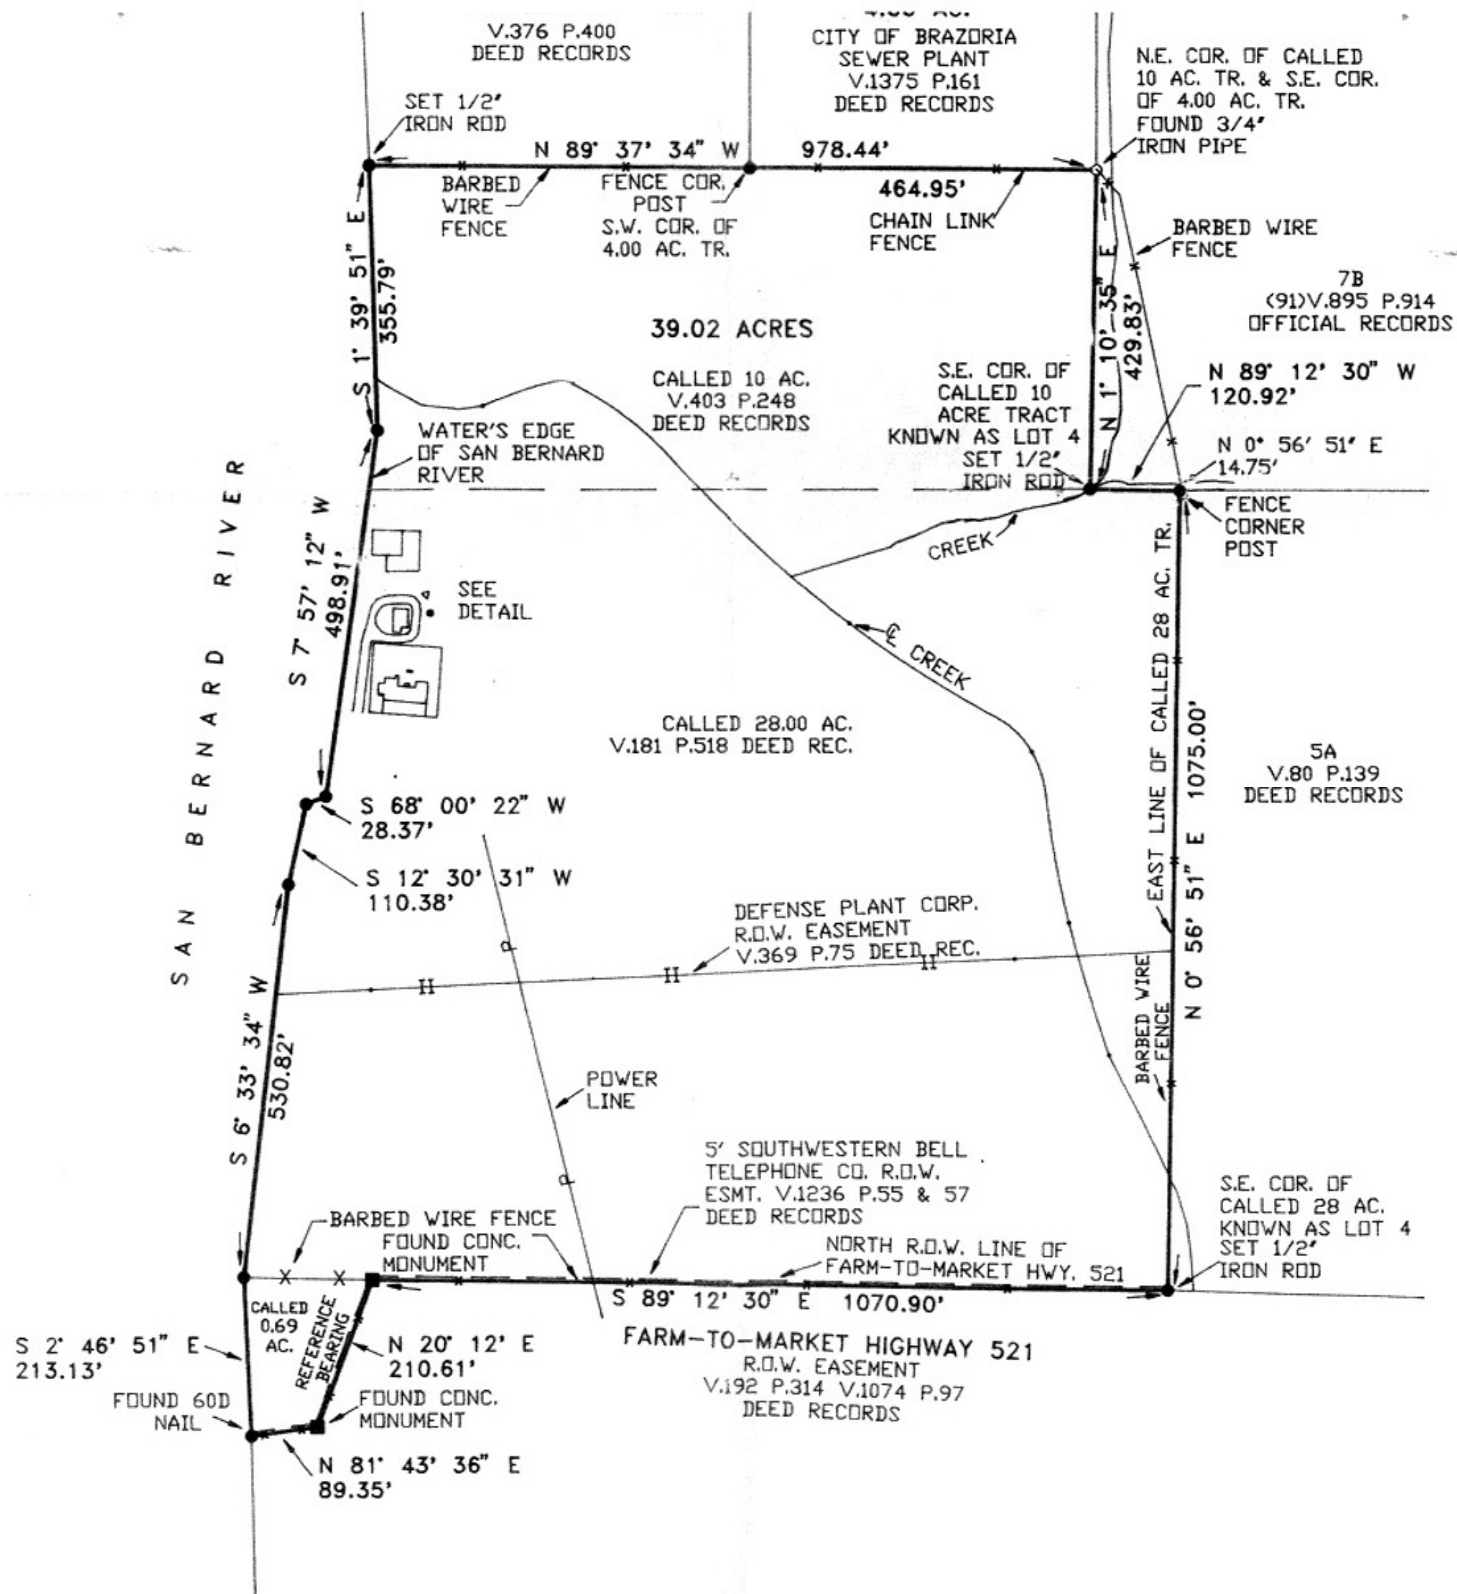 V.376 P.400
DEED RECORDS
CITY OF BRAZORIA
SEWER PLANT
V.1375 P.161
DEED RECORDS
N.E. COR. OF CALLED
10 AC. TR. & S.E. COR.
OF 4.00 AC. TR.
FOUND 3/4"
IRON PIPE
SET 1/2"
IRON ROD
N 89° 37' 34" W 978.44'
BARBED
WIRE
FENCE
FENCE COR.
POST
S.W. COR. OF
4.00 AC. TR.
464.95'
CHAIN LINK
FENCE
BARBED WIRE
FENCE
S 1° 39' 51" E
355.79'
39.02 ACRES
N 1° 10' 35" E
429.83'
7B
(91)V.895 P.914
OFFICIAL RECORDS
CALLED 10 AC.
V.403 P.248
DEED RECORDS
S.E. COR. OF
CALLED 10
ACRE TRACT
KNOWN AS LOT 4
SET 1/2"
IRON ROD
N 89° 12' 30" W
120.92'
N 0° 56' 51" E
14.75'
WATER'S EDGE
OF SAN BERNARD
RIVER
FENCE
CORNER
POST
SAN BERNARD RIVER
S 7° 57' 12" W
498.91'
SEE
DETAIL
CREEK
℄ CREEK
CALLED 28.00 AC.
V.181 P.518 DEED REC.
EAST LINE OF CALLED 28 AC. TR.
N 0° 56' 51" E 1075.00'
5A
V.80 P.139
DEED RECORDS
S 68° 00' 22" W
28.37'
S 12° 30' 31" W
110.38'
DEFENSE PLANT CORP.
R.O.W. EASEMENT
V.369 P.75 DEED REC.
P
H H H
BARBED WIRE
FENCE
S 6° 33' 34" W
530.82'
POWER
LINE
P
5' SOUTHWESTERN BELL
TELEPHONE CO. R.O.W.
ESMT. V.1236 P.55 & 57
DEED RECORDS
S.E. COR. OF
CALLED 28 AC.
KNOWN AS LOT 4
SET 1/2"
IRON ROD
BARBED WIRE FENCE
FOUND CONC.
MONUMENT
NORTH R.O.W. LINE OF
FARM-TO-MARKET HWY. 521
S 89° 12' 30" E 1070.90'
CALLED
0.69
AC.
REFERENCE
BEARING
S 2° 46' 51" E
213.13'
N 20° 12' E
210.61'
FARM-TO-MARKET HIGHWAY 521
R.O.W. EASEMENT
V.192 P.314 V.1074 P.97
DEED RECORDS
FOUND 60D
NAIL
FOUND CONC.
MONUMENT
N 81° 43' 36" E
89.35'